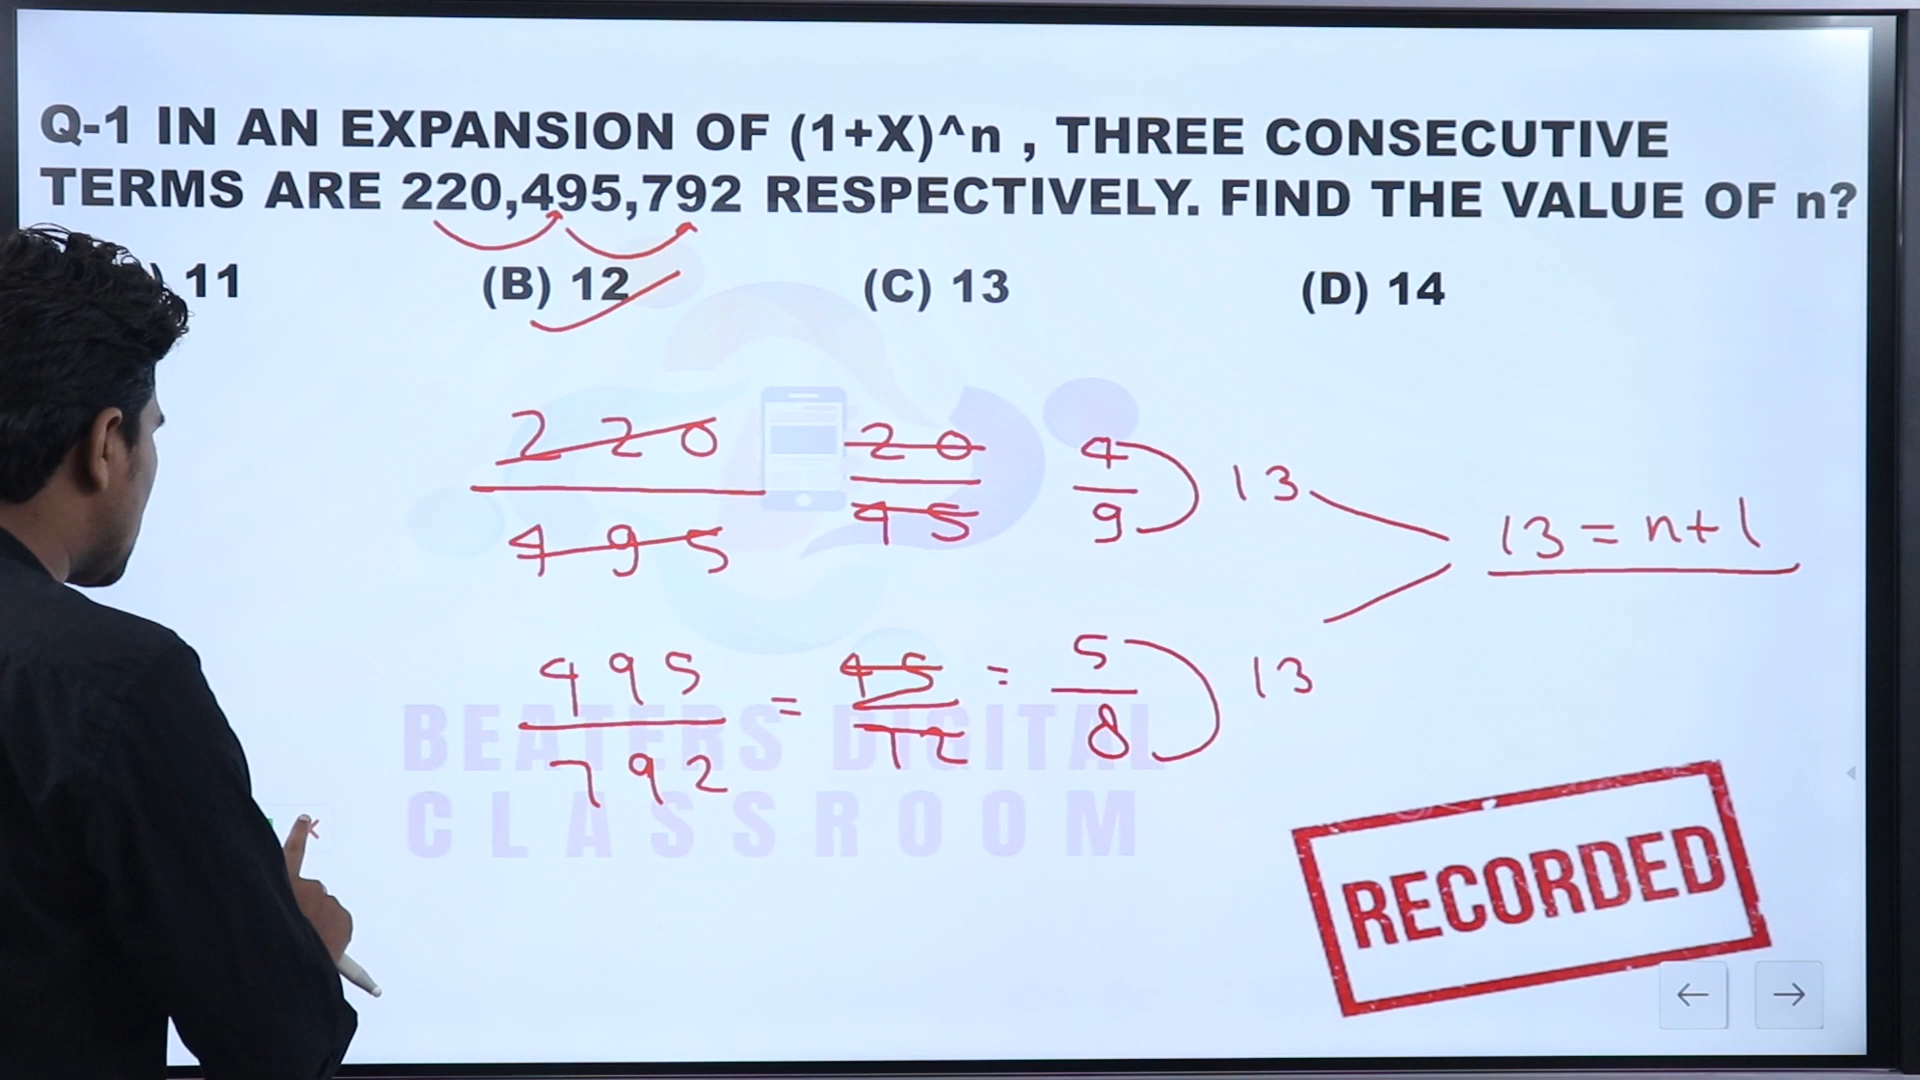 Q-1 IN AN EXPANSION OF (1+X)^n , THREE CONSECUTIVE
TERMS ARE 220,495,792 RESPECTIVELY. FIND THE VALUE OF n?
) 11 (B) 12 (C) 13 (D) 14
220 20 4 13
495 45 9
13 = n+1
495 = 45 = 5 13
792 72 8
BEATERS DIGITAL
CLASSROOM
RECORDED
← →